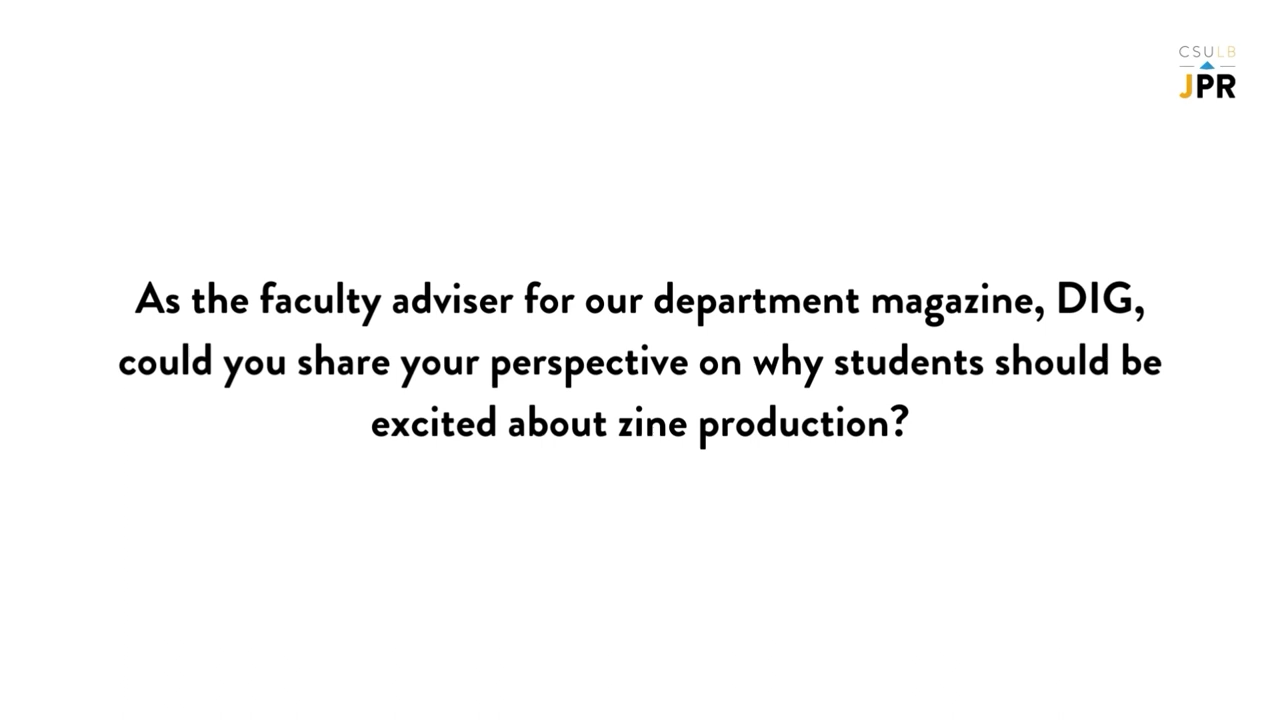 CSULB
JPR
As the faculty adviser for our department magazine, DIG,
could you share your perspective on why students should be
excited about zine production?